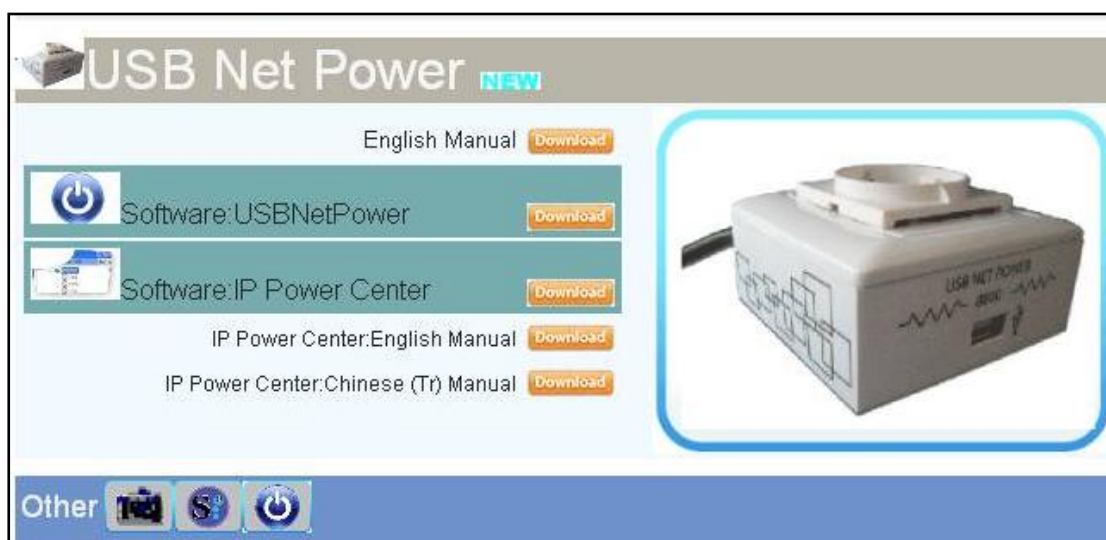 USB Net Power NEW
English Manual Download
Software:USBNetPower Download
Software:IP Power Center Download
IP Power Center:English Manual Download
IP Power Center:Chinese (Tr) Manual Download
USB NET POWER
8800
Other